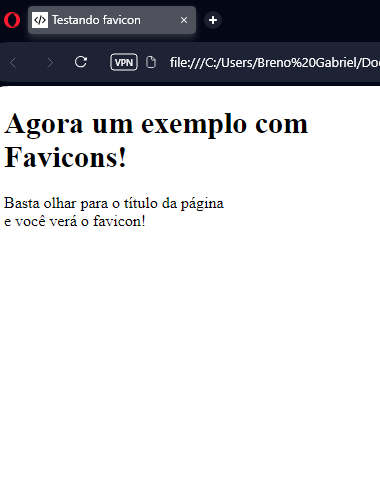 Testando favicon
VPN
file:///C:/Users/Breno%20Gabriel/Doc
Agora um exemplo com
Favicons!
Basta olhar para o título da página
e você verá o favicon!